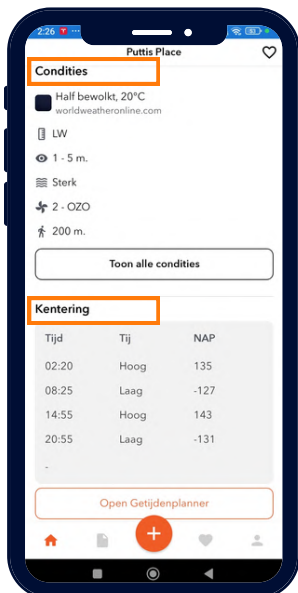 2:26
Puttis Place
Condities
Half bewolkt, 20°C
worldweatheronline.com
LW
1 - 5 m.
Sterk
2 - OZO
200 m.
Toon alle condities
Kentering
Tijd Tij NAP
02:20 Hoog 135
08:25 Laag -127
14:55 Hoog 143
20:55 Laag -131
-
Open Getijdenplanner